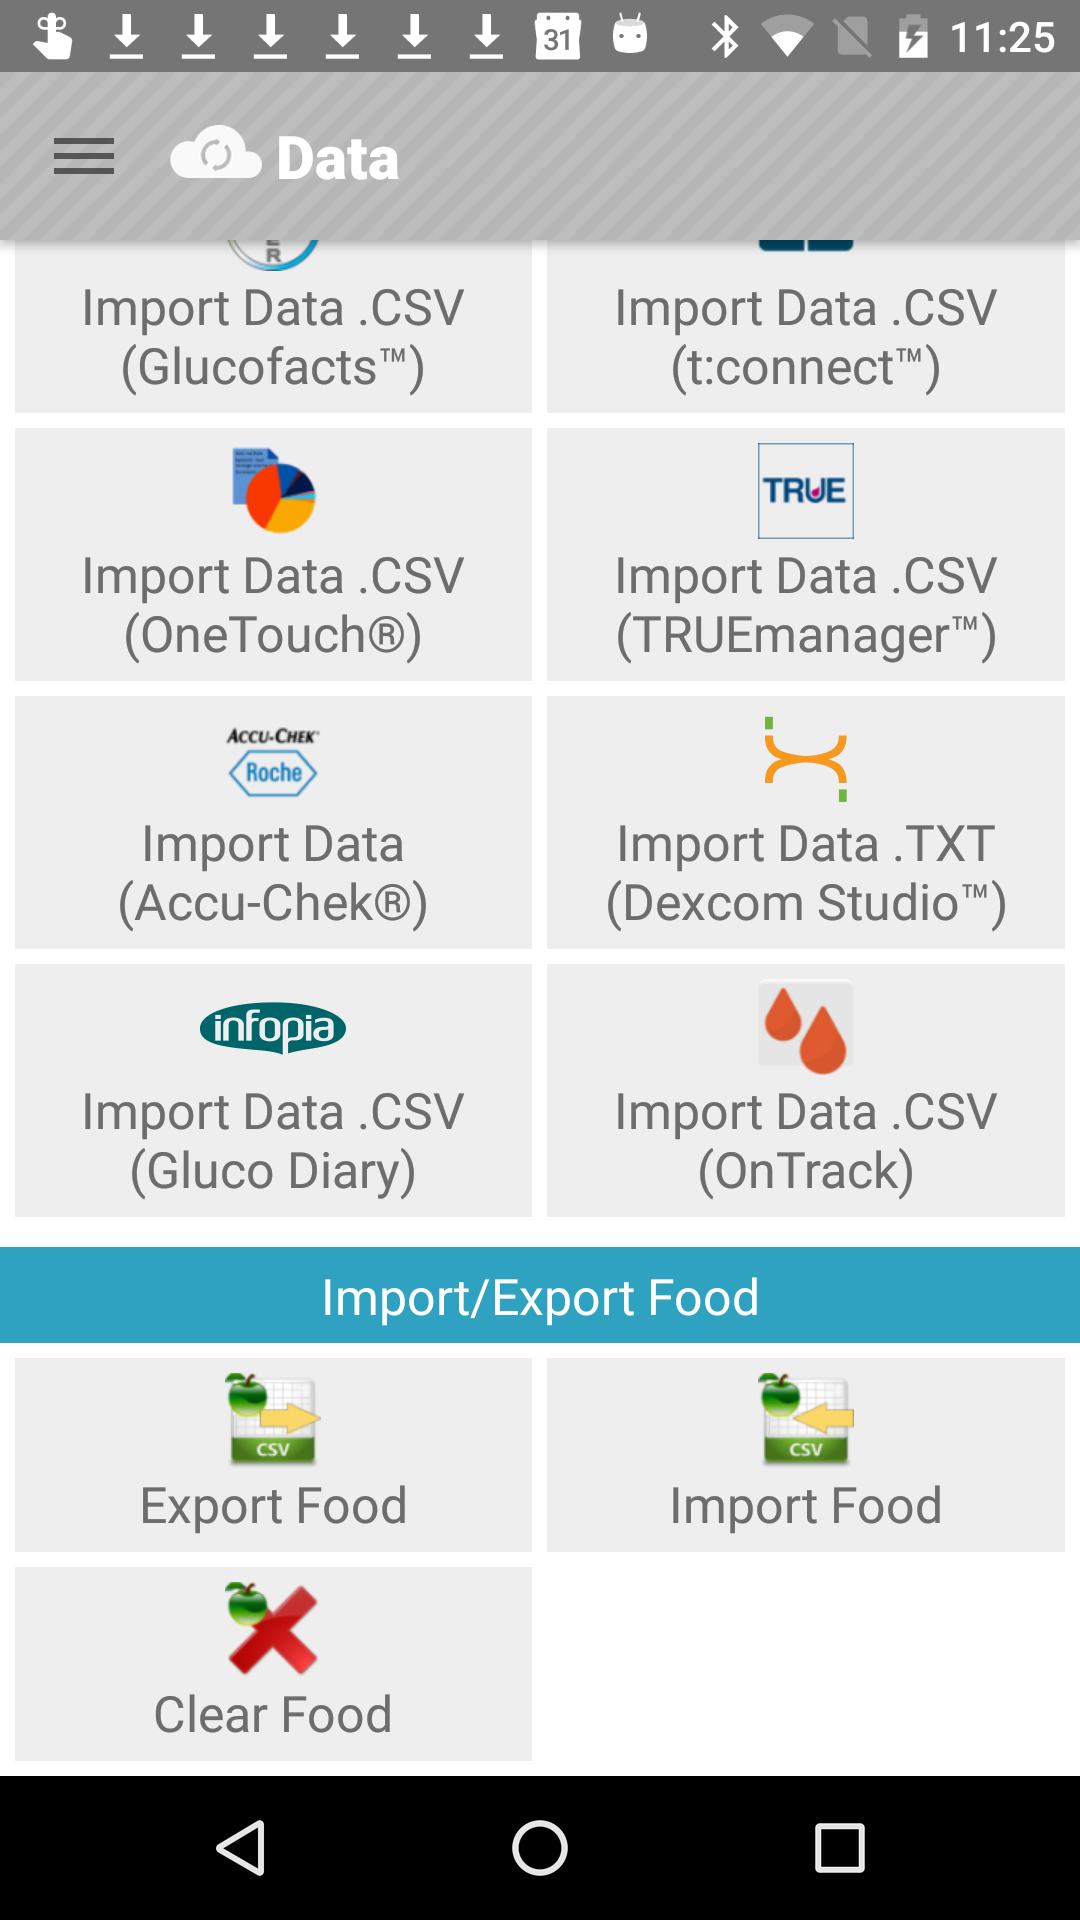 31
11:25
Data
E
R
Import Data .CSV
(Glucofacts™)
Import Data .CSV
(t:connect™)
Import Data .CSV
(OneTouch®)
TRUE
Import Data .CSV
(TRUEmanager™)
ACCU-CHEK
Roche
Import Data
(Accu-Chek®)
Import Data .TXT
(Dexcom Studio™)
infopia
Import Data .CSV
(Gluco Diary)
Import Data .CSV
(OnTrack)
Import/Export Food
CSV
Export Food
CSV
Import Food
Clear Food